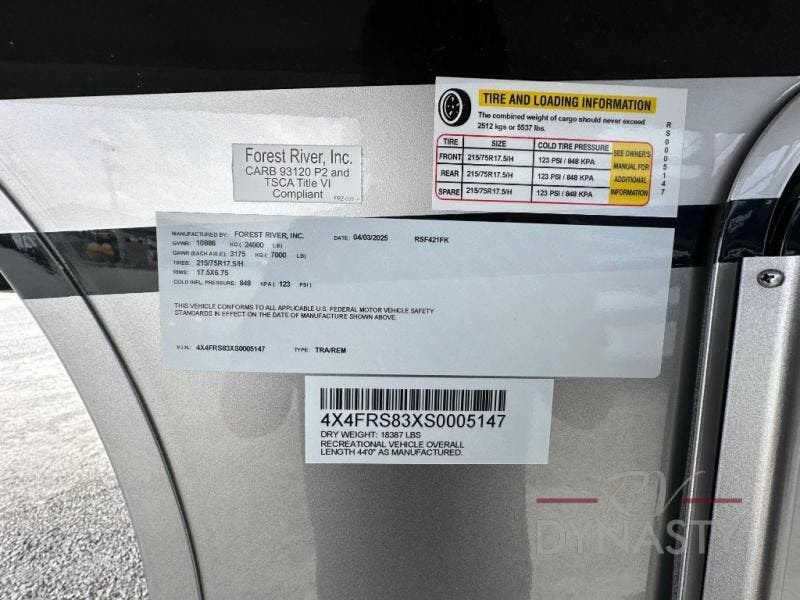 TIRE AND LOADING INFORMATION
The combined weight of cargo should never exceed
2512 kgs or 5537 lbs.
TIRE SIZE COLD TIRE PRESSURE
FRONT 215/75R17.5/H 123 PSI / 848 KPA
REAR 215/75R17.5/H 123 PSI / 848 KPA
SPARE 215/75R17.5/H 123 PSI / 848 KPA
SEE OWNER'S
MANUAL FOR
ADDITIONAL
INFORMATION
RS0005147
Forest River, Inc.
CARB 93120 P2 and
TSCA Title VI
Compliant
MANUFACTURED BY: FOREST RIVER, INC. DATE: 04/03/2025 RSF421FK
GVWR: 10886 KG ( 24000 LB)
GAWR (EACH AXLE): 3175 KG ( 7000 LB)
TIRES: 215/75R17.5/H
RIMS: 17.5X6.75
COLD INFL. PRESSURE: 848 KPA ( 123 PSI )
THIS VEHICLE CONFORMS TO ALL APPLICABLE U.S. FEDERAL MOTOR VEHICLE SAFETY
STANDARDS IN EFFECT ON THE DATE OF MANUFACTURE SHOWN ABOVE.
V.I.N.: 4X4FRS83XS0005147 TYPE: TRA/REM
4X4FRS83XS0005147
DRY WEIGHT: 18387 LBS
RECREATIONAL VEHICLE OVERALL
LENGTH 44'0" AS MANUFACTURED.
RV
DYNASTY